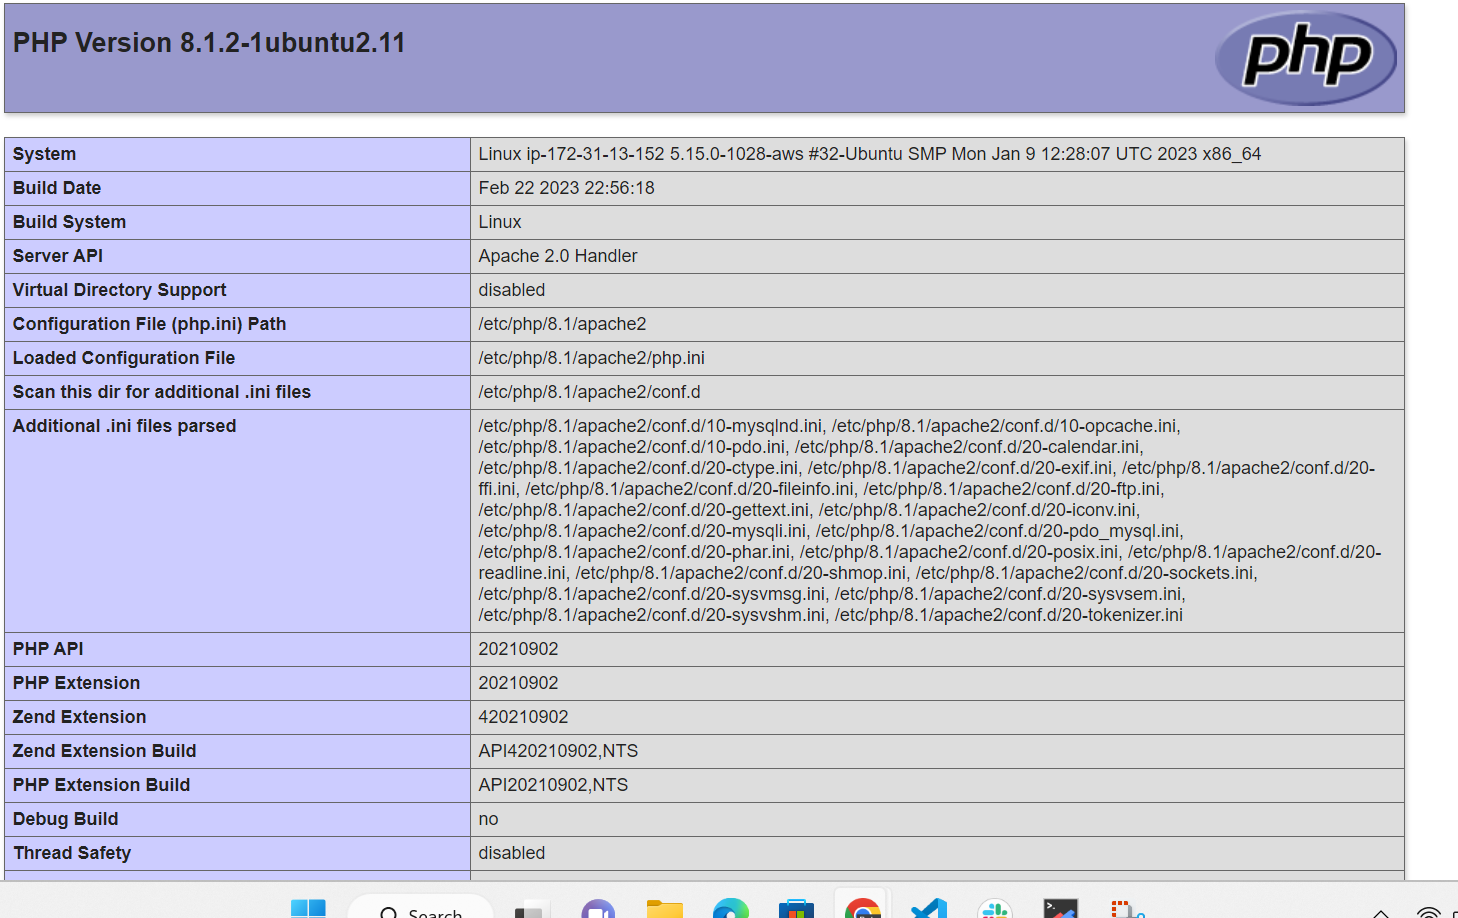 PHP Version 8.1.2-1ubuntu2.11
php
System Linux ip-172-31-13-152 5.15.0-1028-aws #32-Ubuntu SMP Mon Jan 9 12:28:07 UTC 2023 x86_64
Build Date Feb 22 2023 22:56:18
Build System Linux
Server API Apache 2.0 Handler
Virtual Directory Support disabled
Configuration File (php.ini) Path /etc/php/8.1/apache2
Loaded Configuration File /etc/php/8.1/apache2/php.ini
Scan this dir for additional .ini files /etc/php/8.1/apache2/conf.d
Additional .ini files parsed /etc/php/8.1/apache2/conf.d/10-mysqlnd.ini, /etc/php/8.1/apache2/conf.d/10-opcache.ini,
/etc/php/8.1/apache2/conf.d/10-pdo.ini, /etc/php/8.1/apache2/conf.d/20-calendar.ini,
/etc/php/8.1/apache2/conf.d/20-ctype.ini, /etc/php/8.1/apache2/conf.d/20-exif.ini, /etc/php/8.1/apache2/conf.d/20-
ffi.ini, /etc/php/8.1/apache2/conf.d/20-fileinfo.ini, /etc/php/8.1/apache2/conf.d/20-ftp.ini,
/etc/php/8.1/apache2/conf.d/20-gettext.ini, /etc/php/8.1/apache2/conf.d/20-iconv.ini,
/etc/php/8.1/apache2/conf.d/20-mysqli.ini, /etc/php/8.1/apache2/conf.d/20-pdo_mysql.ini,
/etc/php/8.1/apache2/conf.d/20-phar.ini, /etc/php/8.1/apache2/conf.d/20-posix.ini, /etc/php/8.1/apache2/conf.d/20-
readline.ini, /etc/php/8.1/apache2/conf.d/20-shmop.ini, /etc/php/8.1/apache2/conf.d/20-sockets.ini,
/etc/php/8.1/apache2/conf.d/20-sysvmsg.ini, /etc/php/8.1/apache2/conf.d/20-sysvsem.ini,
/etc/php/8.1/apache2/conf.d/20-sysvshm.ini, /etc/php/8.1/apache2/conf.d/20-tokenizer.ini
PHP API 20210902
PHP Extension 20210902
Zend Extension 420210902
Zend Extension Build API420210902,NTS
PHP Extension Build API20210902,NTS
Debug Build no
Thread Safety disabled
Search